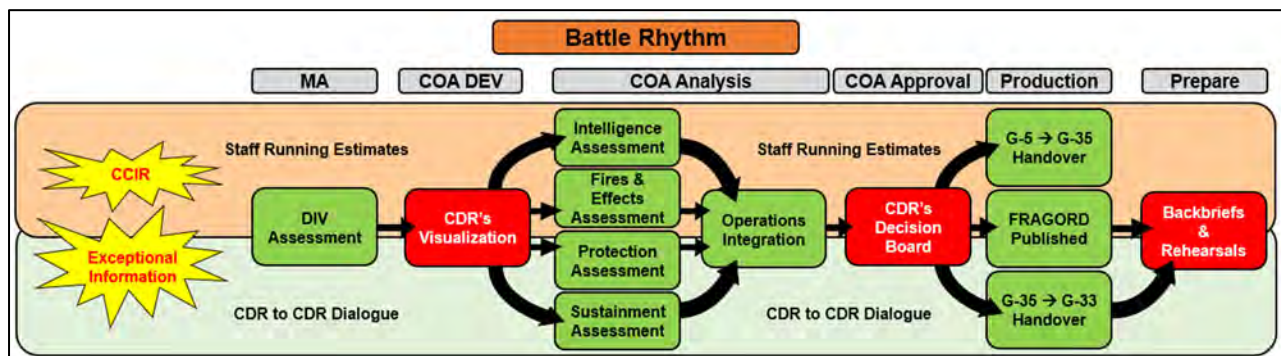 Battle Rhythm
MA
COA DEV
COA Analysis
COA Approval
Production
Prepare
CCIR
Exceptional
Information
Staff Running Estimates
DIV
Assessment
CDR to CDR Dialogue
CDR's
Visualization
Intelligence
Assessment
Fires &
Effects
Assessment
Protection
Assessment
Sustainment
Assessment
Operations
Integration
Staff Running Estimates
CDR's
Decision
Board
CDR to CDR Dialogue
G-5 → G-35
Handover
FRAGORD
Published
G-35 → G-33
Handover
Backbriefs
&
Rehearsals